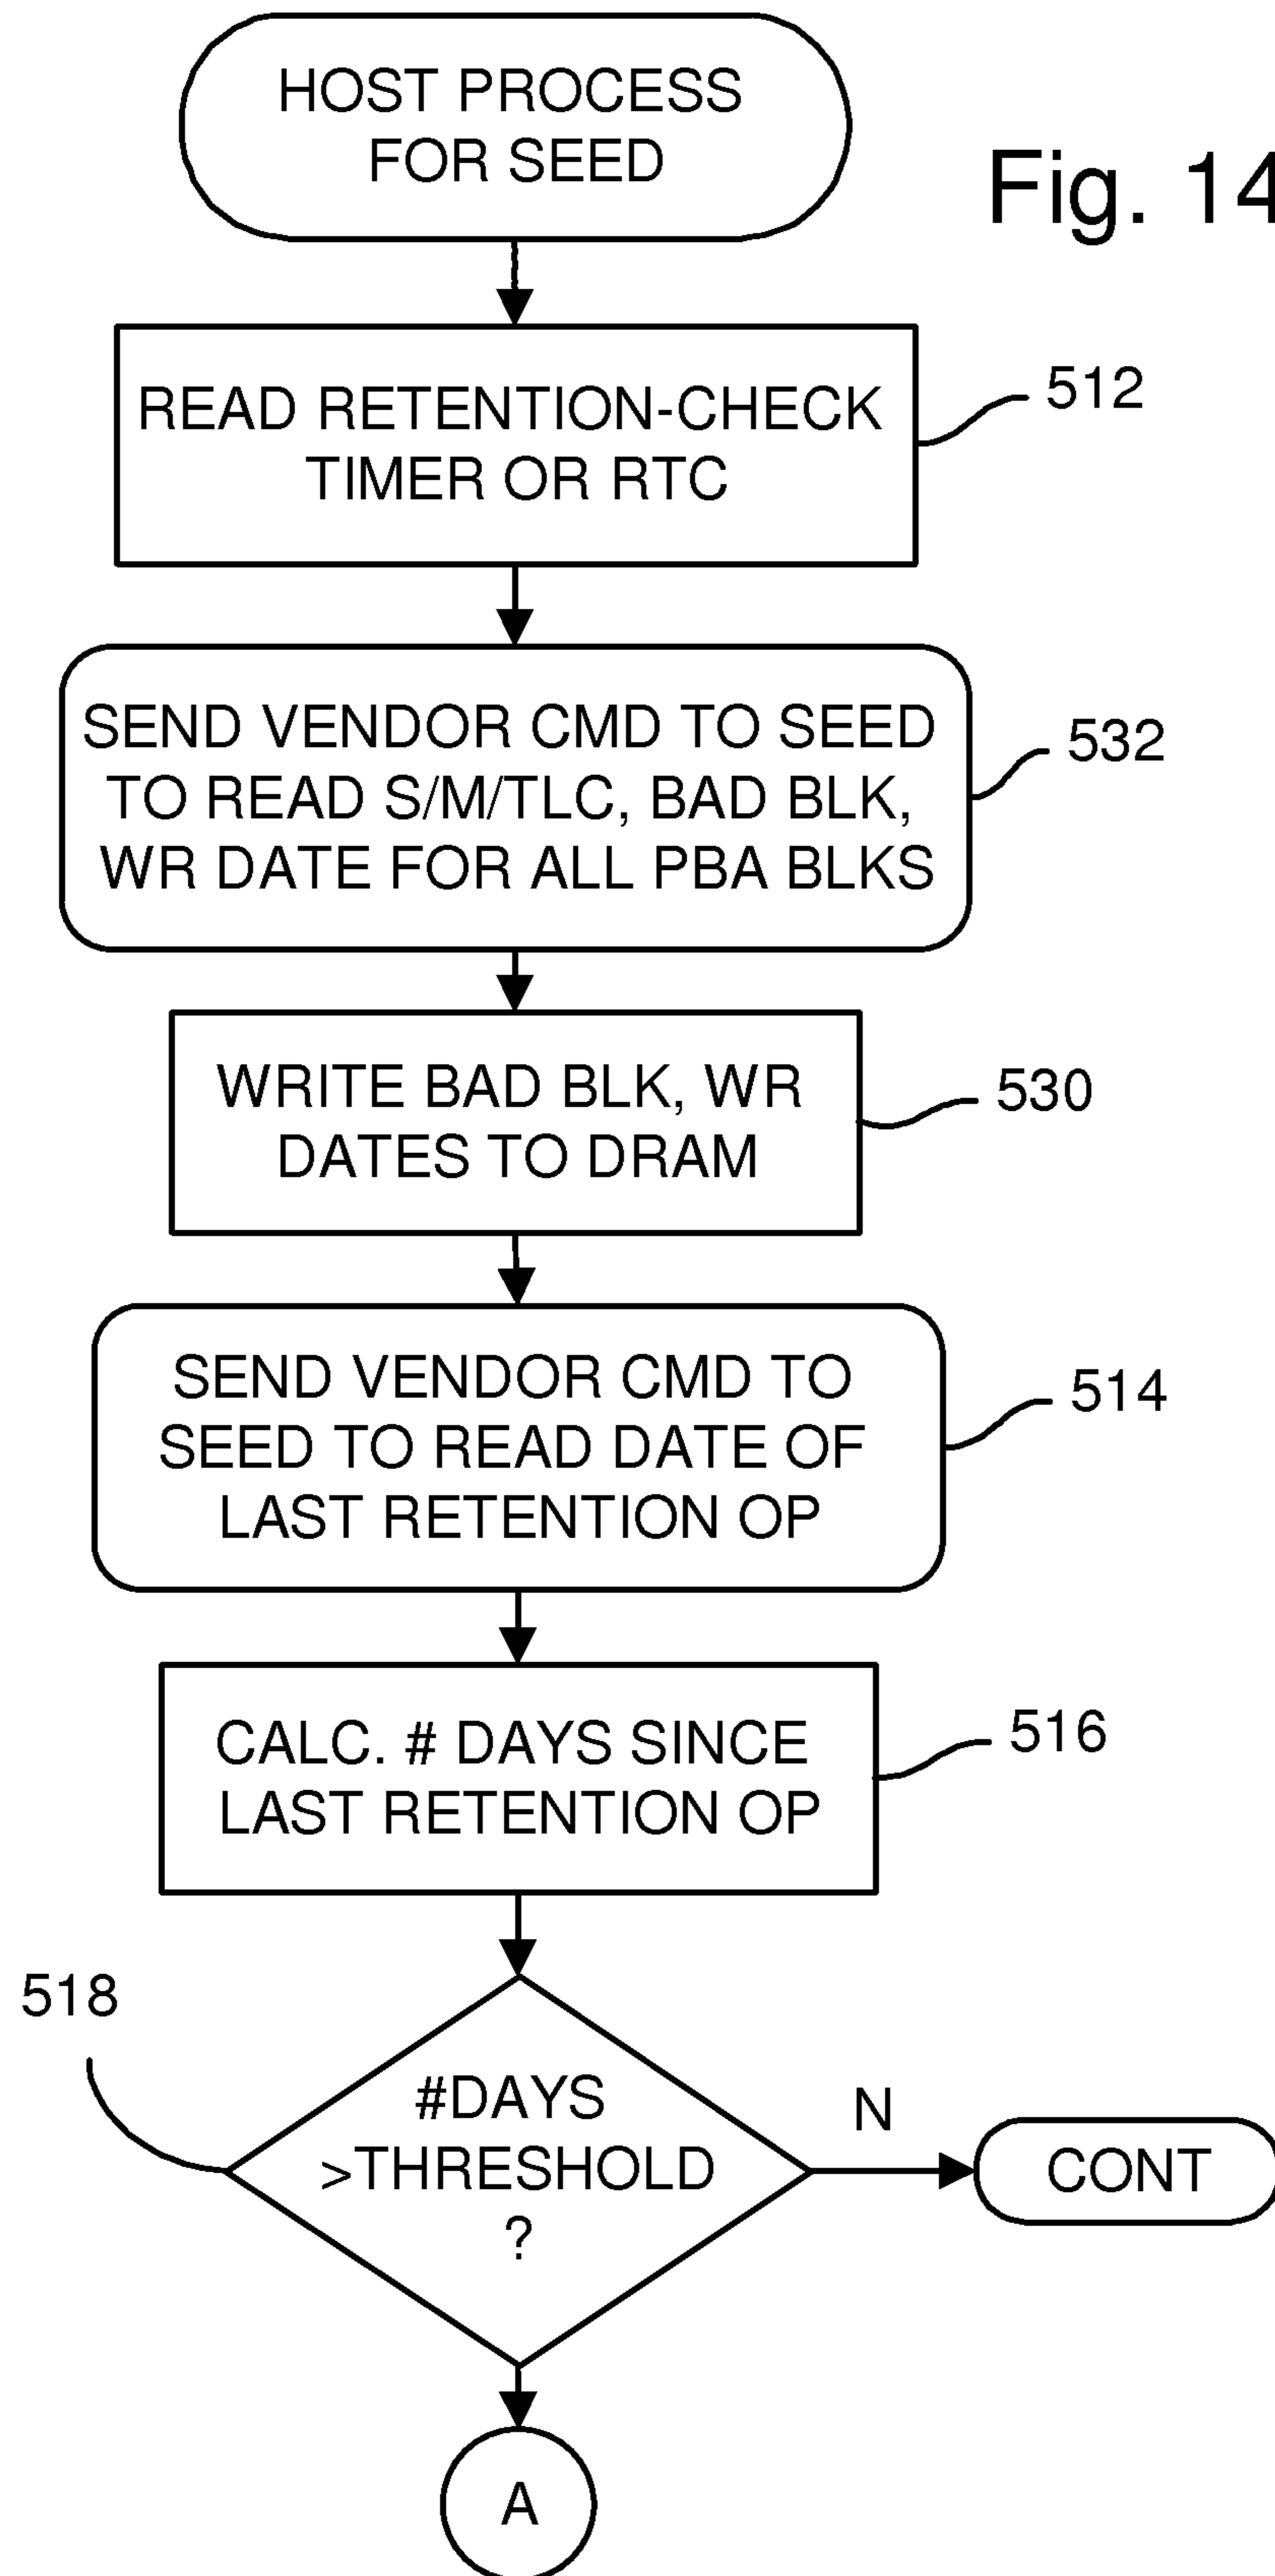 HOST PROCESS
FOR SEED
Fig. 14
READ RETENTION-CHECK
TIMER OR RTC
512
SEND VENDOR CMD TO SEED
TO READ S/M/TLC, BAD BLK,
WR DATE FOR ALL PBA BLKS
532
WRITE BAD BLK, WR
DATES TO DRAM
530
SEND VENDOR CMD TO
SEED TO READ DATE OF
LAST RETENTION OP
514
CALC. # DAYS SINCE
LAST RETENTION OP
516
518
#DAYS
>THRESHOLD
?
N
CONT
A